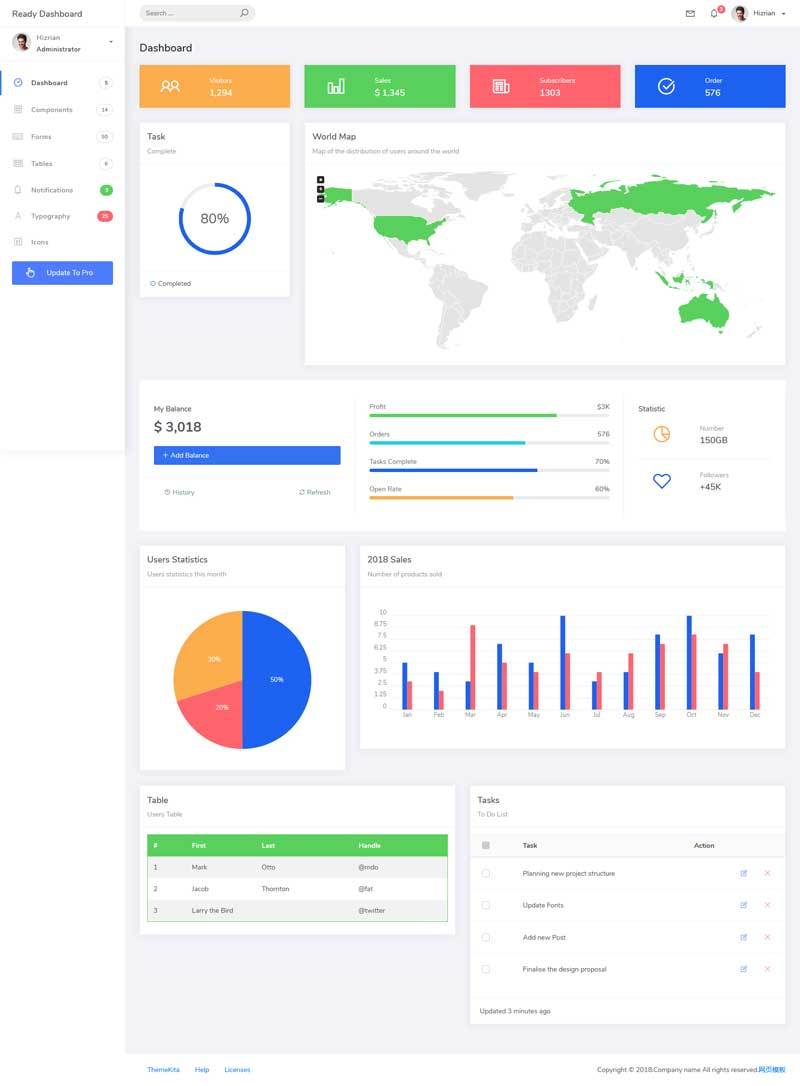 Ready Dashboard
Search ...
3
Hizrian
Hizrian
Administrator
Dashboard 5
Components 14
Forms 50
Tables 6
Notifications 3
Typography 25
Icons
Update To Pro
Dashboard
Visitors
1,294
Sales
$ 1,345
Subscribers
1303
Order
576
Task
Complete
80%
Completed
World Map
Map of the distribution of users around the world
My Balance
$ 3,018
+ Add Balance
History
Refresh
Profit $3K
Orders 576
Tasks Complete 70%
Open Rate 60%
Statistic
Number
150GB
Followers
+45K
Users Statistics
Users statistics this month
30%
50%
20%
2018 Sales
Number of products sold
10
8.75
7.5
6.25
5
3.75
2.5
1.25
0
Jan Feb Mar Apr May Jun Jul Aug Sep Oct Nov Dec
Table
Users Table
# First Last Handle
1 Mark Otto @mdo
2 Jacob Thornton @fat
3 Larry the Bird @twitter
Tasks
To Do List
Task Action
Planning new project structure
Update Fonts
Add new Post
Finalise the design proposal
Updated 3 minutes ago
ThemeKita Help Licenses
Copyright © 2018.Company name All rights reserved.网页模板